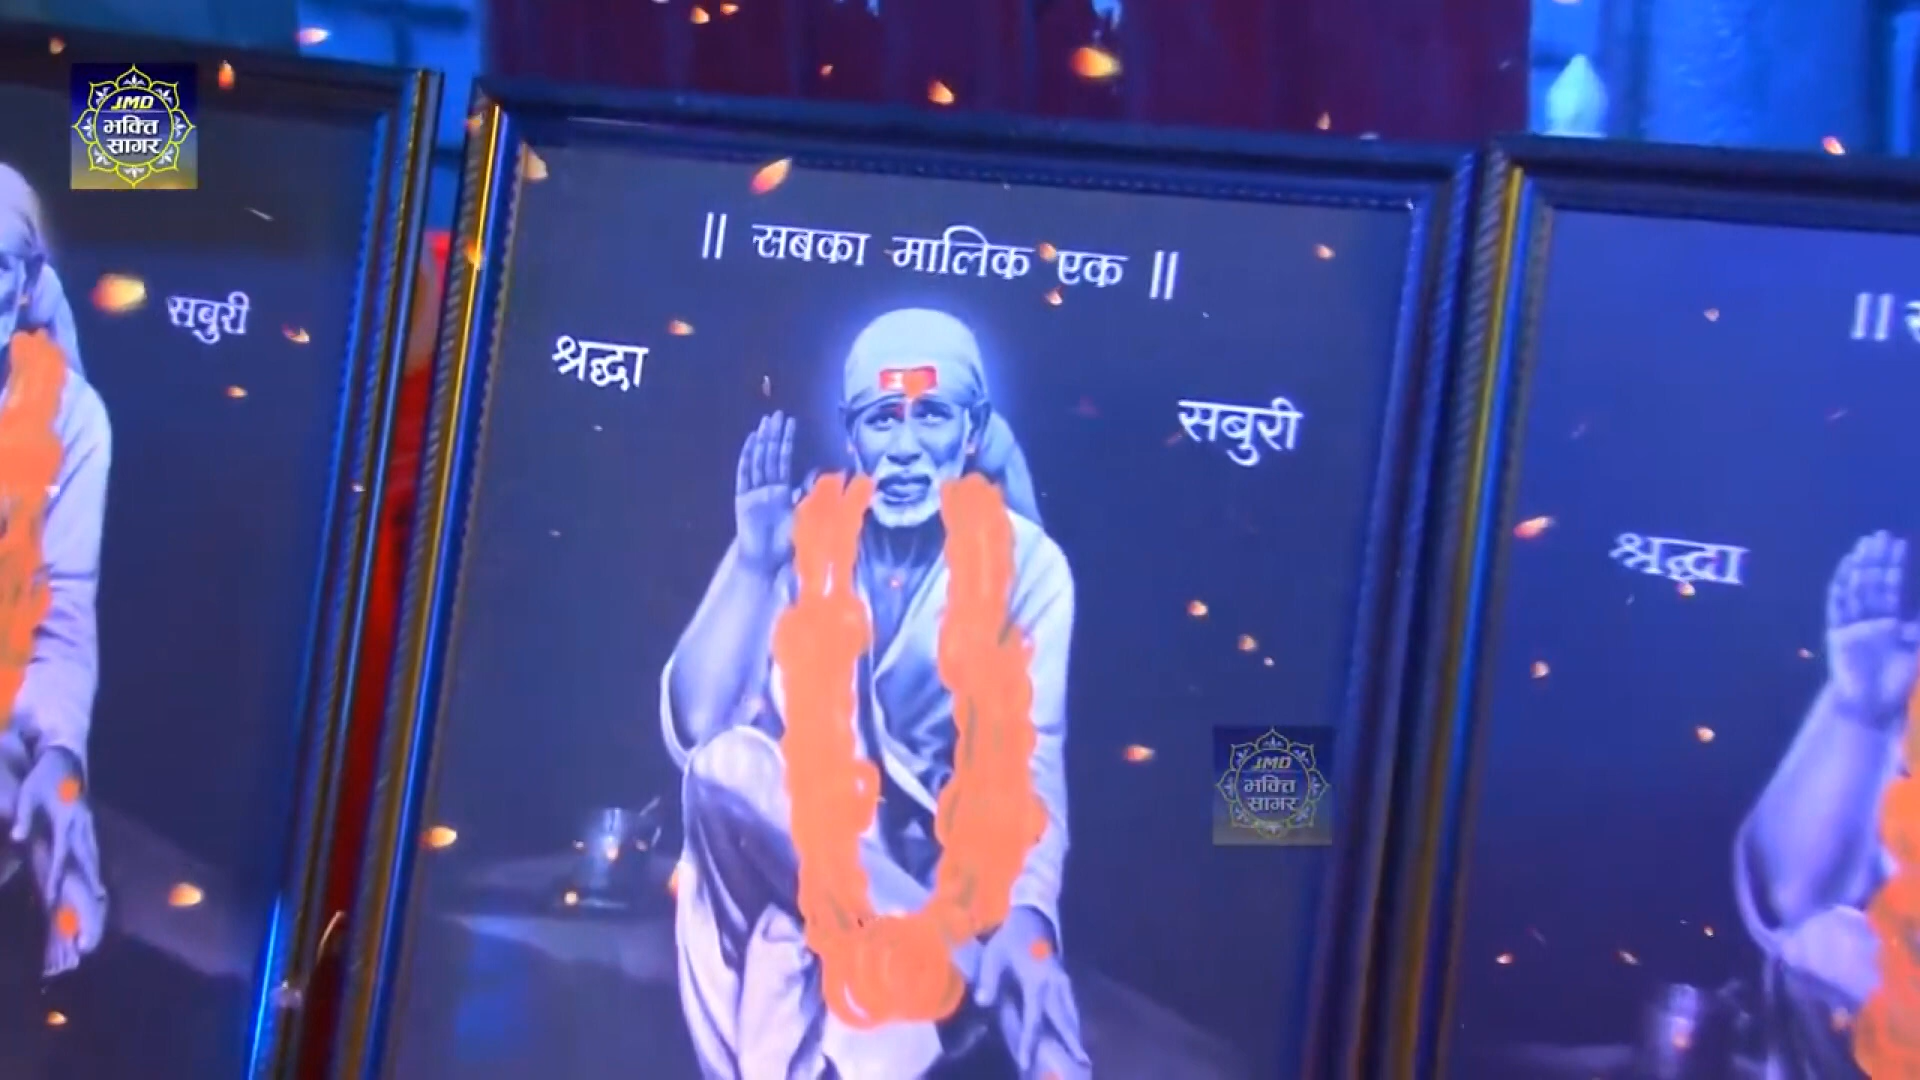 JMD
भक्ति
सागर
सबुरी
|| सबका मालिक एक ||
श्रद्धा
सबुरी
||
श्रद्धा
JMD
भक्ति
सागर